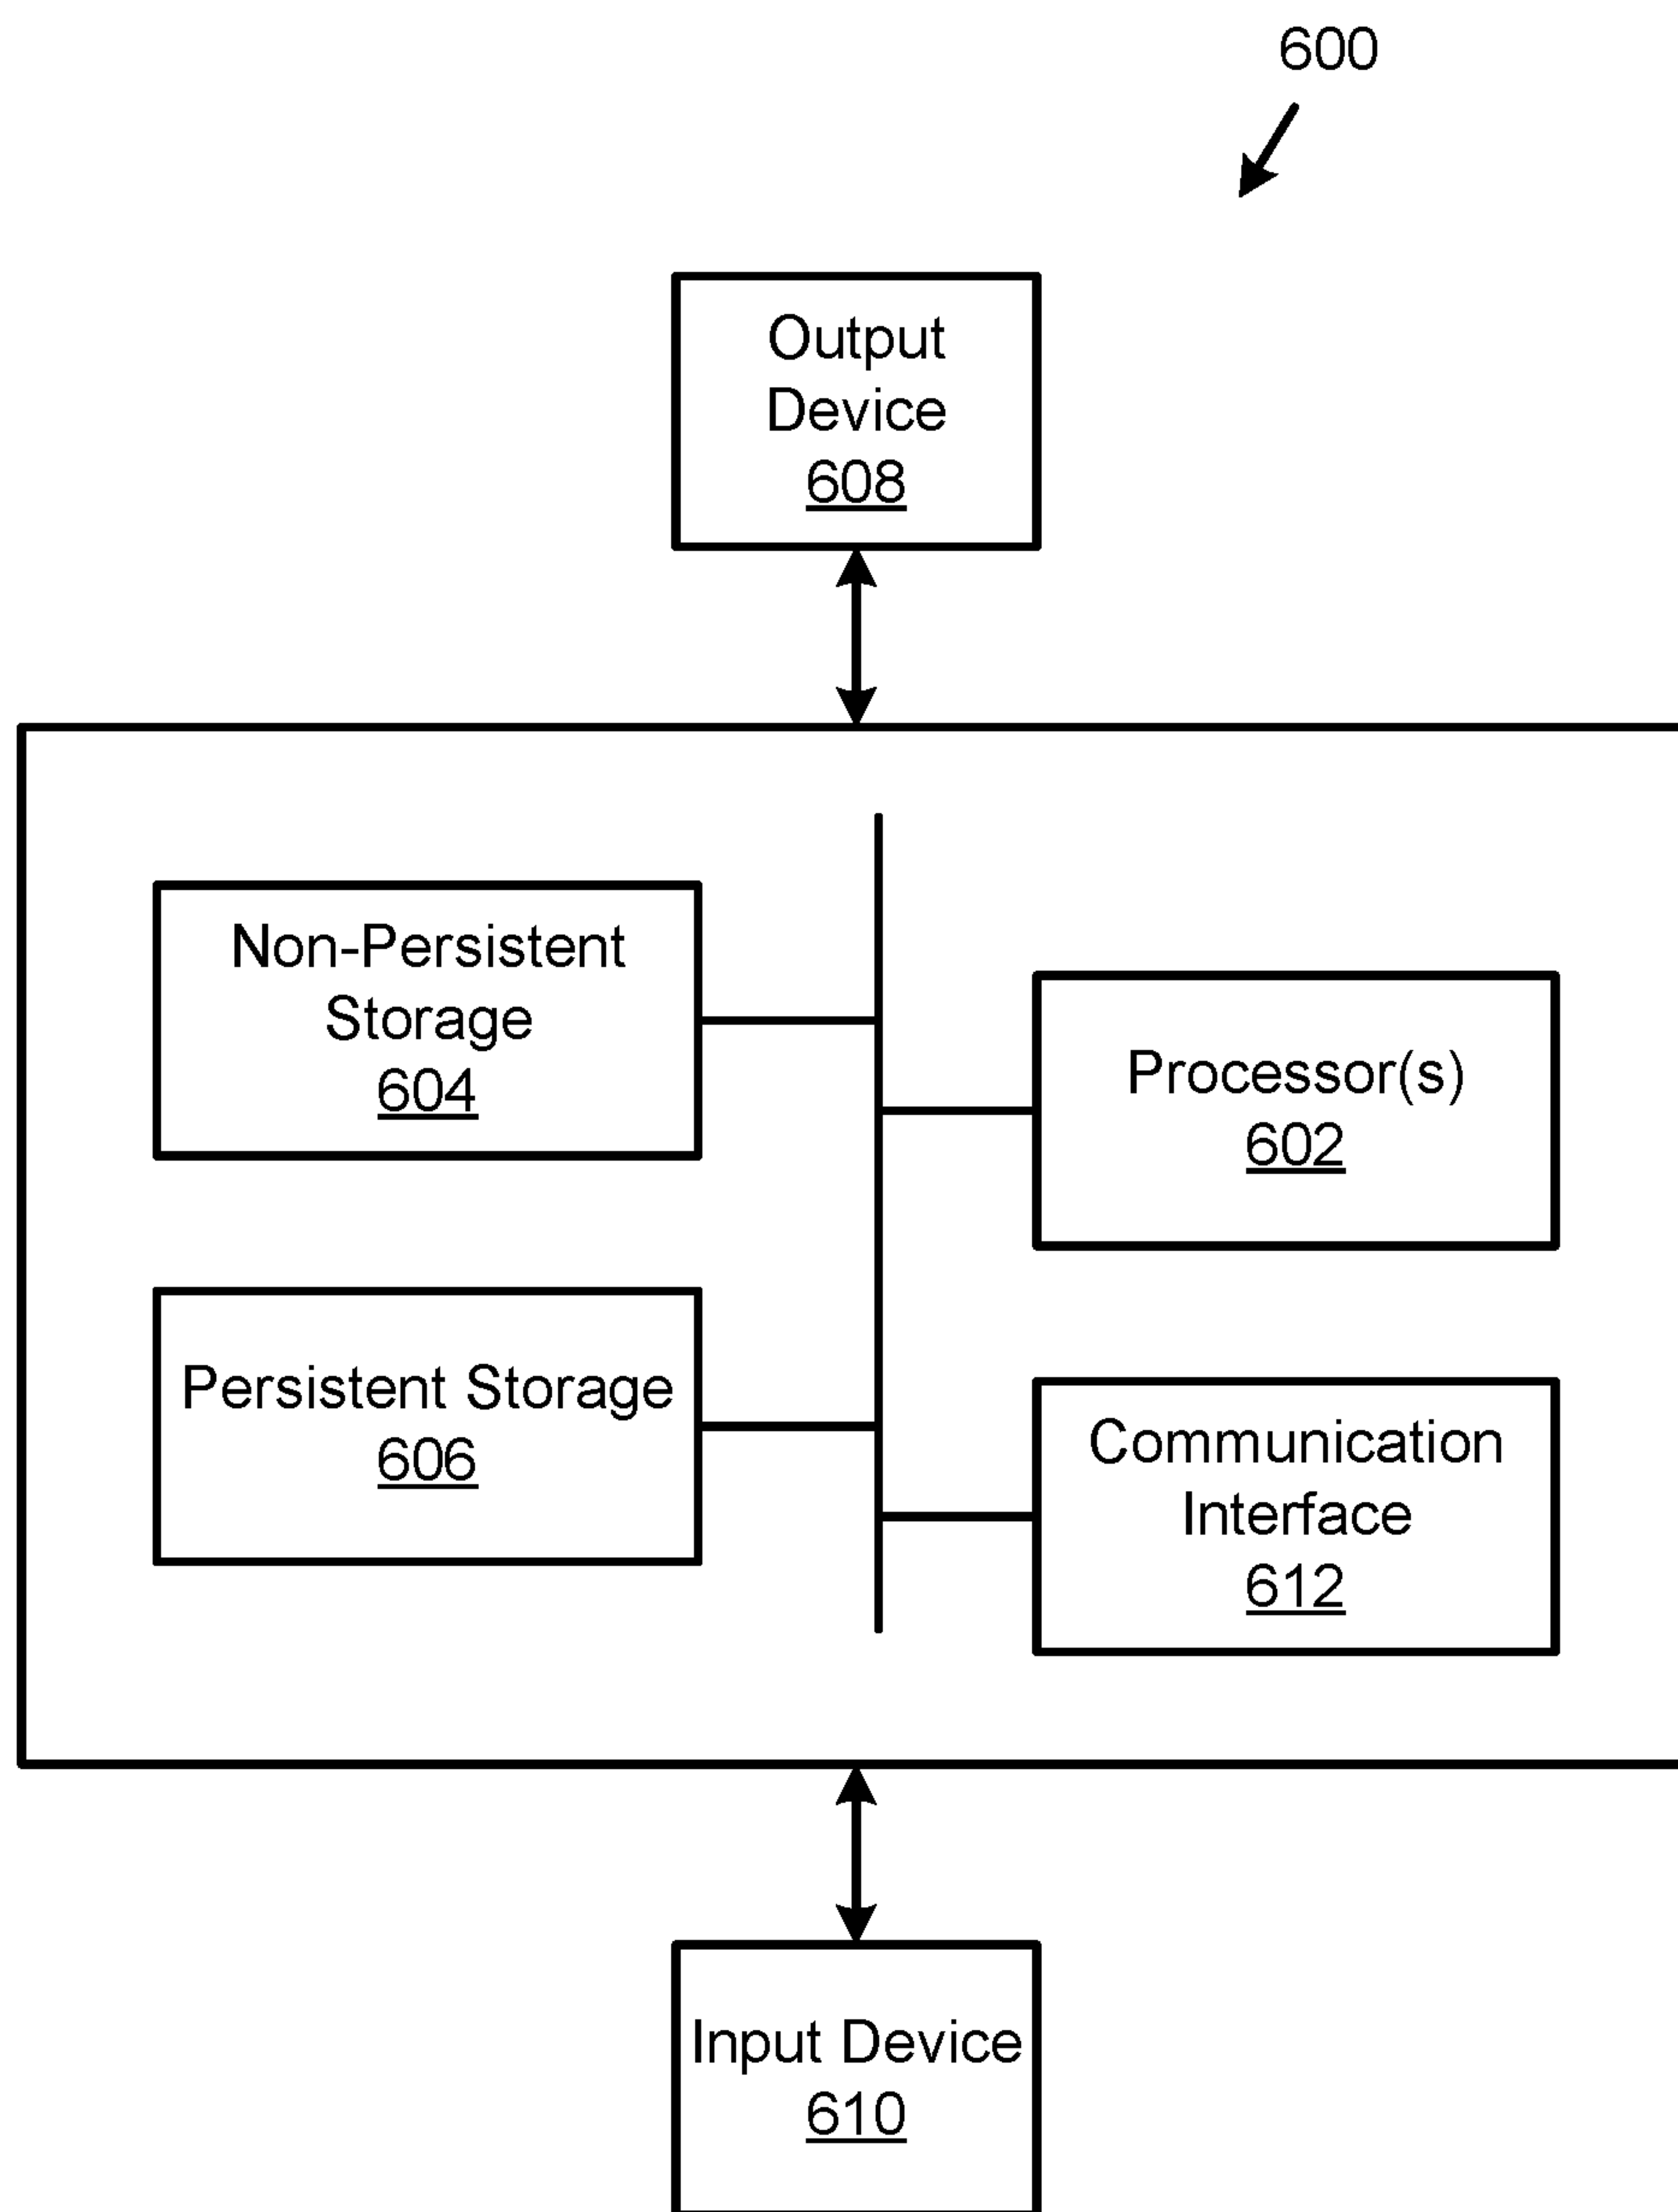 600
Output
Device
608
Non-Persistent
Storage
604
Processor(s)
602
Persistent Storage
606
Communication
Interface
612
Input Device
610